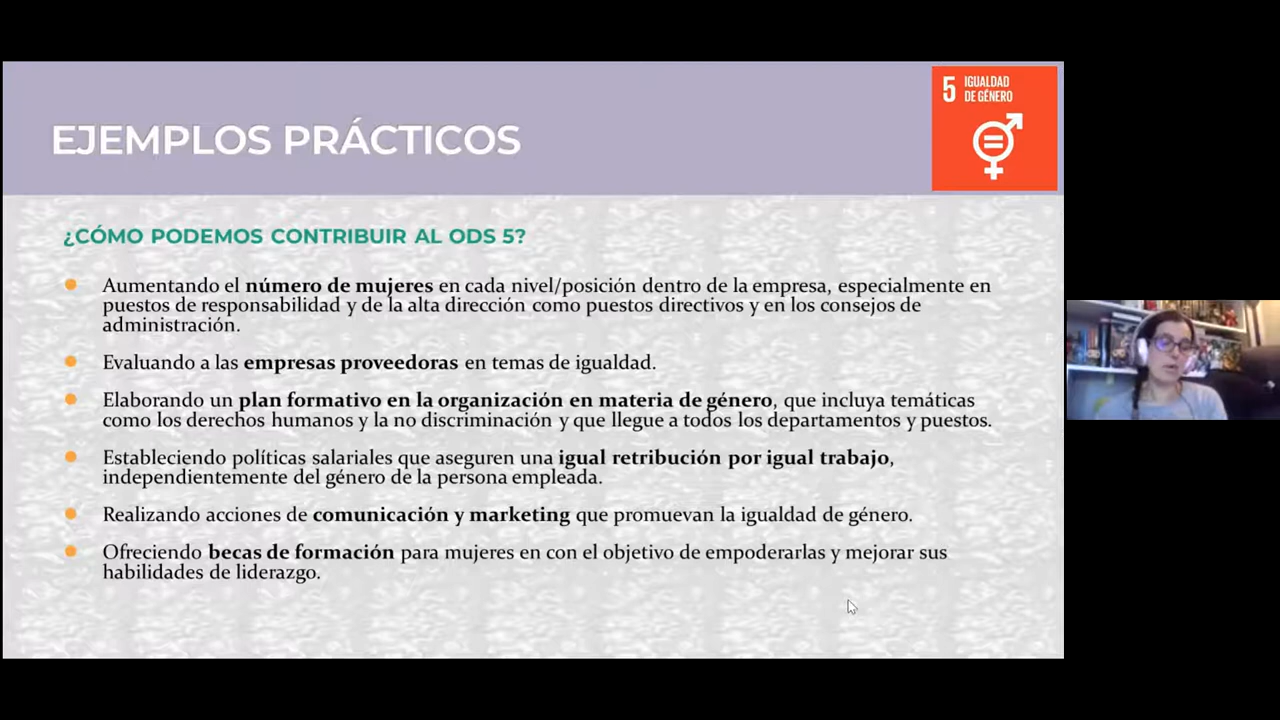 5 IGUALDAD
DE GÉNERO
EJEMPLOS PRÁCTICOS
¿CÓMO PODEMOS CONTRIBUIR AL ODS 5?
Aumentando el número de mujeres en cada nivel/posición dentro de la empresa, especialmente en
puestos de responsabilidad y de la alta dirección como puestos directivos y en los consejos de
administración.
Evaluando a las empresas proveedoras en temas de igualdad.
Elaborando un plan formativo en la organización en materia de género, que incluya temáticas
como los derechos humanos y la no discriminación y que llegue a todos los departamentos y puestos.
Estableciendo políticas salariales que aseguren una igual retribución por igual trabajo,
independientemente del género de la persona empleada.
Realizando acciones de comunicación y marketing que promuevan la igualdad de género.
Ofreciendo becas de formación para mujeres en con el objetivo de empoderarlas y mejorar sus
habilidades de liderazgo.